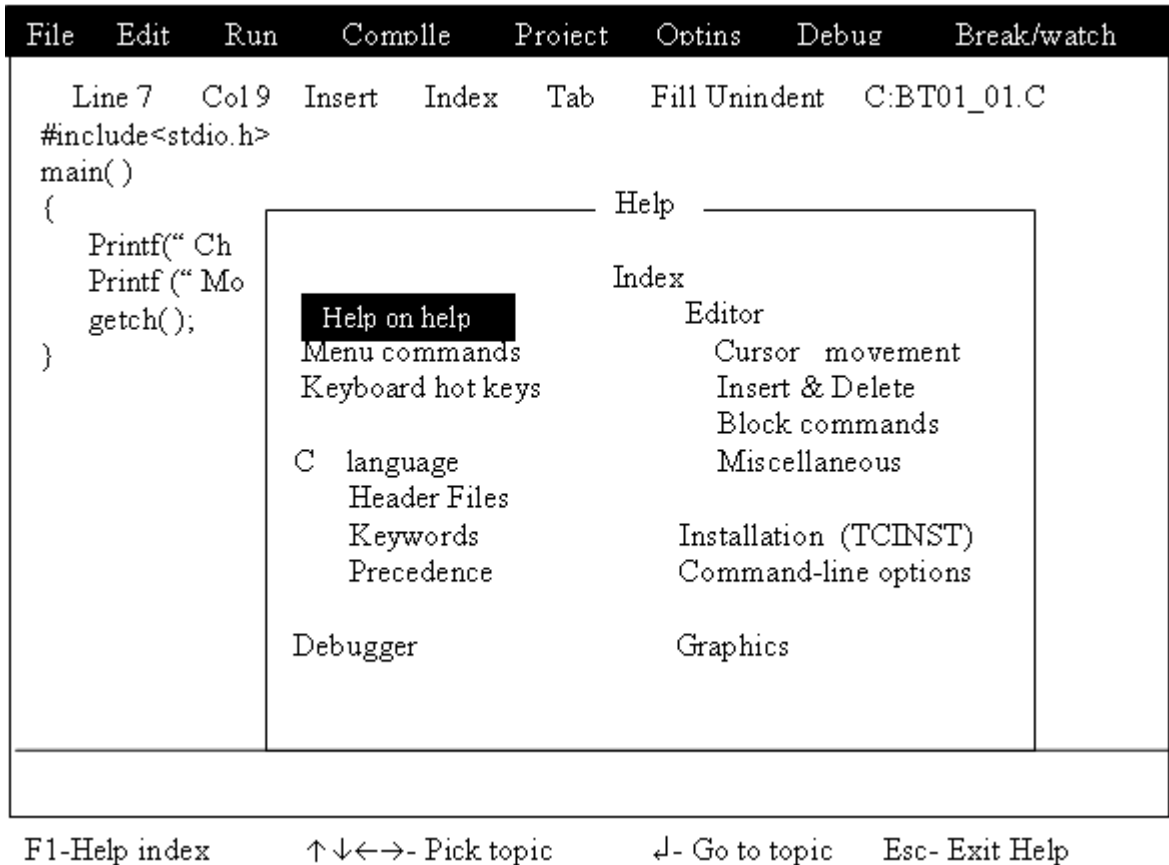 File Edit Run Complle Project Optins Debug Break/watch
Line 7 Col 9 Insert Index Tab Fill Unindent C:BT01_01.C
#include<stdio.h>
main( )
{
Printf(“ Ch
Printf (“ Mo
getch( );
}
Help
Index
Help on help
Menu commands
Keyboard hot keys
C language
Header Files
Keywords
Precedence
Debugger
Editor
Cursor movement
Insert & Delete
Block commands
Miscellaneous
Installation (TCINST)
Command-line options
Graphics
F1-Help index ↑↓←→- Pick topic ↲- Go to topic Esc- Exit Help